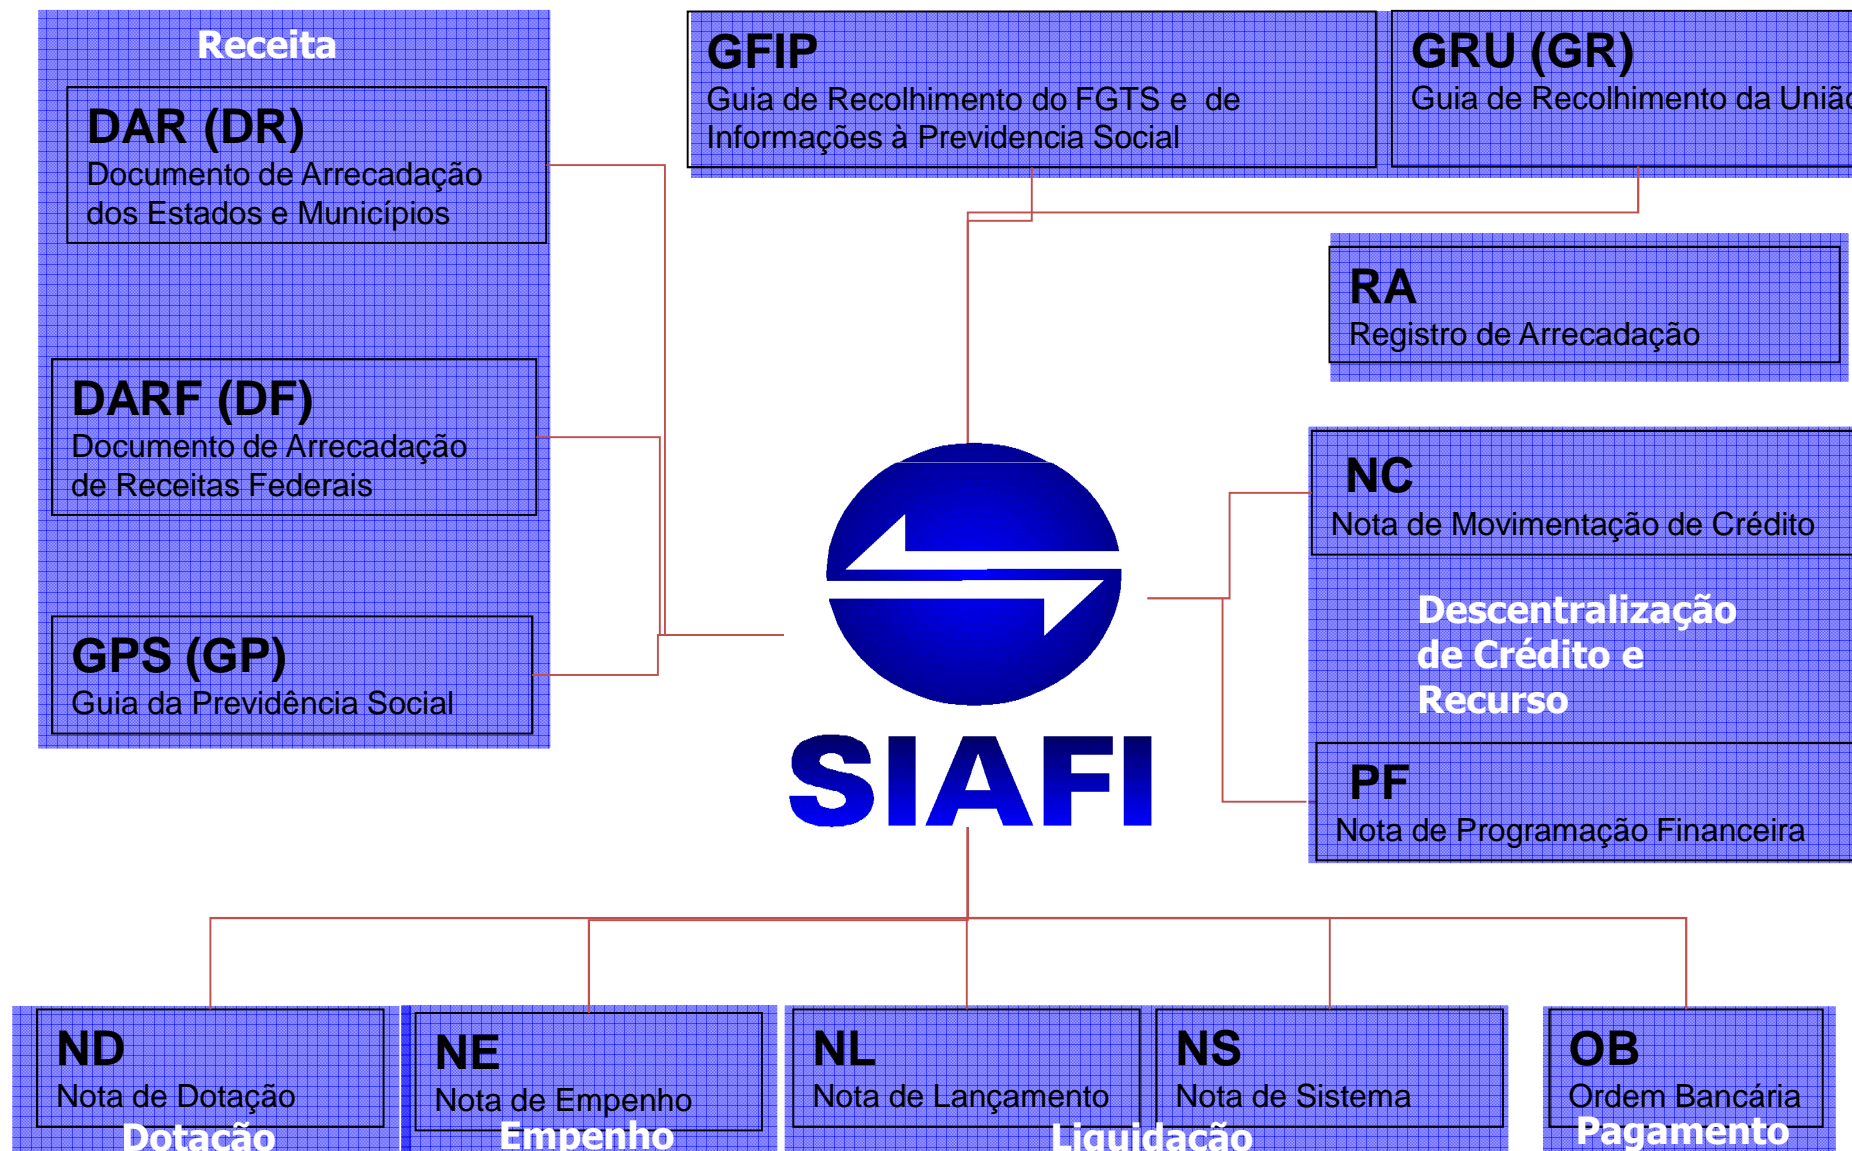 Receita
DAR (DR)
Documento de Arrecadação
dos Estados e Municípios
DARF (DF)
Documento de Arrecadação
de Receitas Federais
GPS (GP)
Guia da Previdência Social
GFIP
Guia de Recolhimento do FGTS e de
Informações à Previdencia Social
GRU (GR)
Guia de Recolhimento da União
RA
Registro de Arrecadação
NC
Nota de Movimentação de Crédito
Descentralização
de Crédito e
Recurso
PF
Nota de Programação Financeira
SIAFI
ND
Nota de Dotação
Dotação
NE
Nota de Empenho
Empenho
NL
Nota de Lançamento
NS
Nota de Sistema
Liquidação
OB
Ordem Bancária
Pagamento